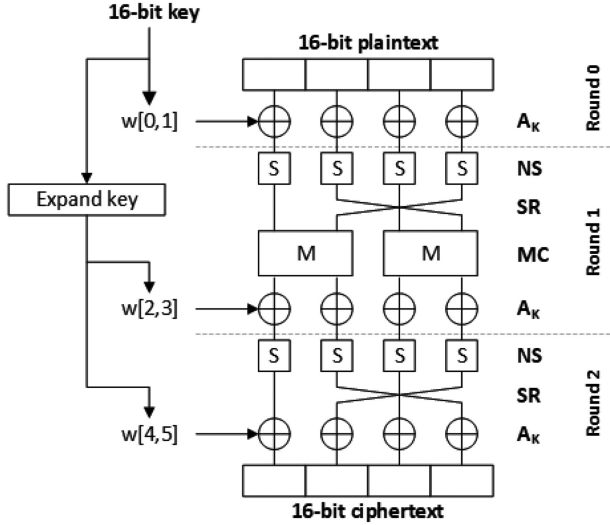 16-bit key
16-bit plaintext
w[0,1]
A_K
Round 0
S S S S
NS
Expand key
SR
Round 1
M M
MC
w[2,3]
A_K
S S S S
NS
SR
Round 2
w[4,5]
A_K
16-bit ciphertext